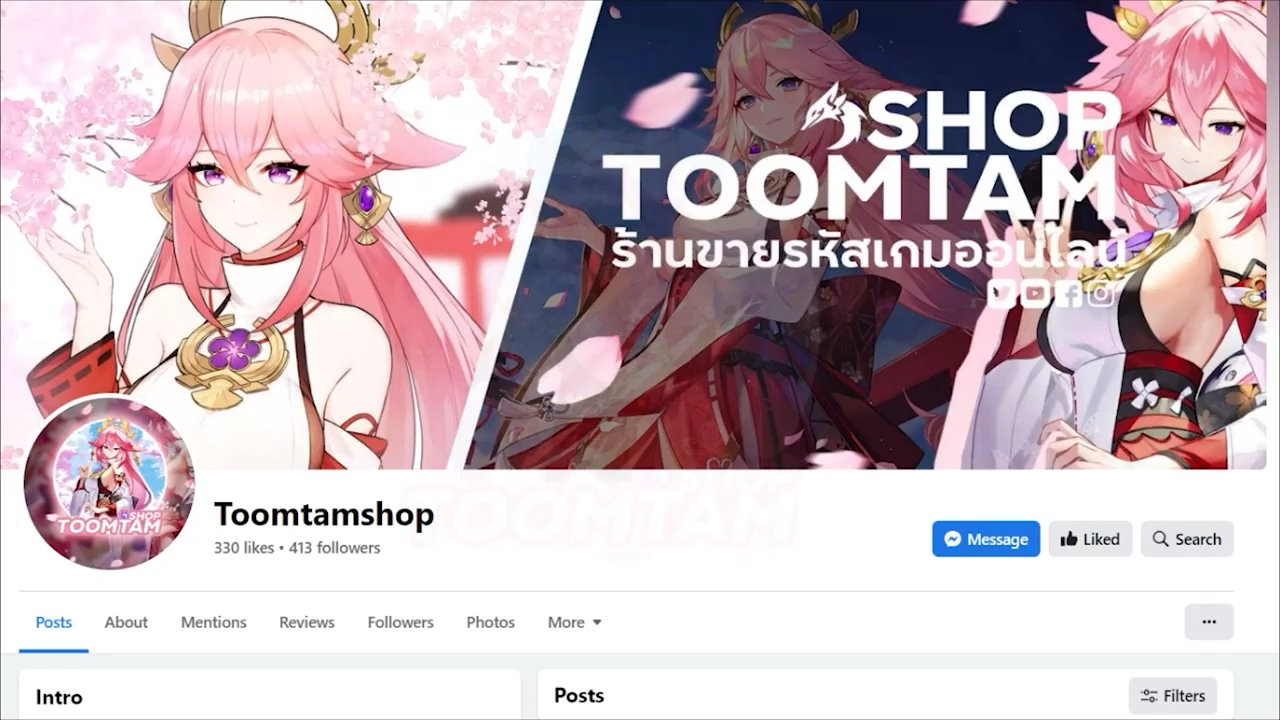 SHOP
TOOMTAM
ร้านขายรหัสเกมออนไลน์
SHOP
TOOMTAM
Toomtamshop
330 likes • 413 followers
Message
Liked
Search
Posts
About
Mentions
Reviews
Followers
Photos
More
Intro
Posts
Filters
SHOP
TOOMTAM